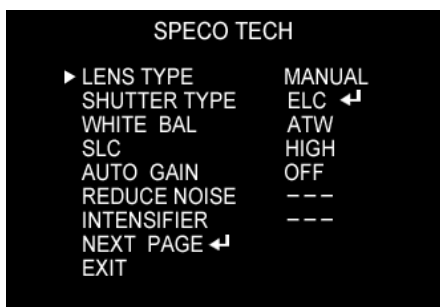 SPECO TECH
▶ LENS TYPE MANUAL
SHUTTER TYPE ELC ↵
WHITE BAL ATW
SLC HIGH
AUTO GAIN OFF
REDUCE NOISE – – –
INTENSIFIER – – –
NEXT PAGE ↵
EXIT